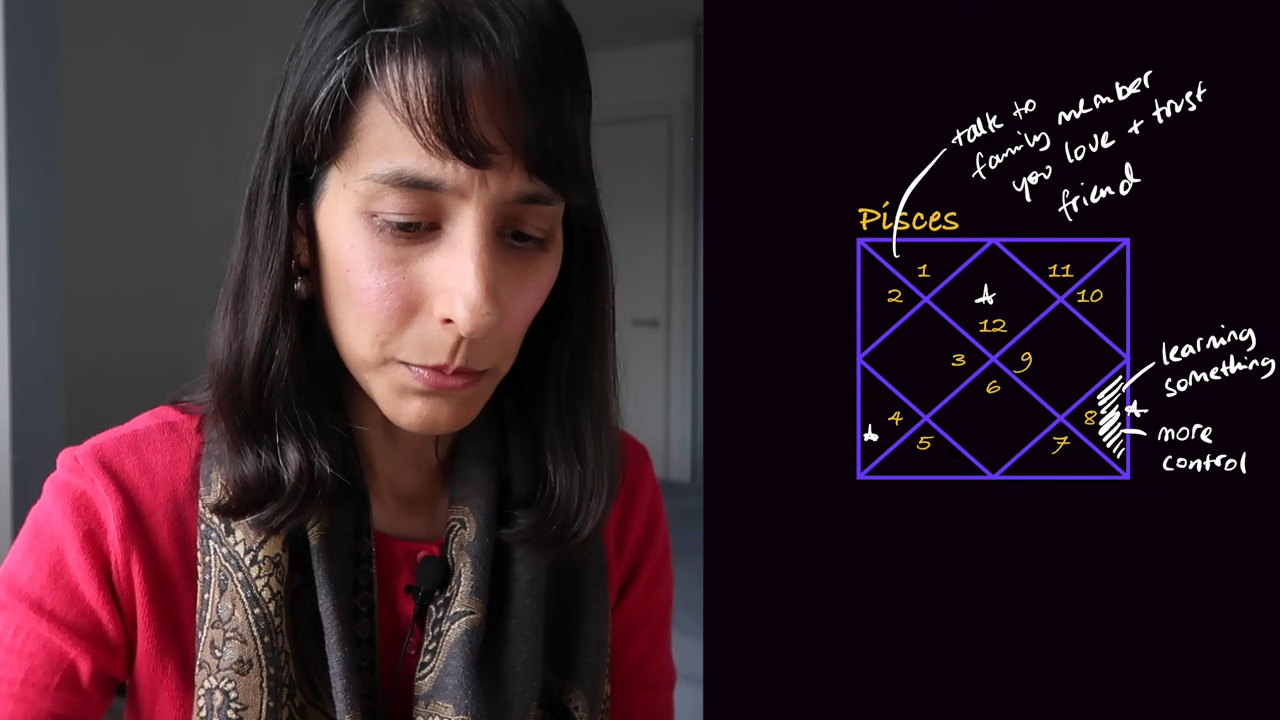 talk to
family member
you love + trust
friend
Pisces
1
11
2
10
12
3
9
6
4
8
5
7
learning
something
more
control